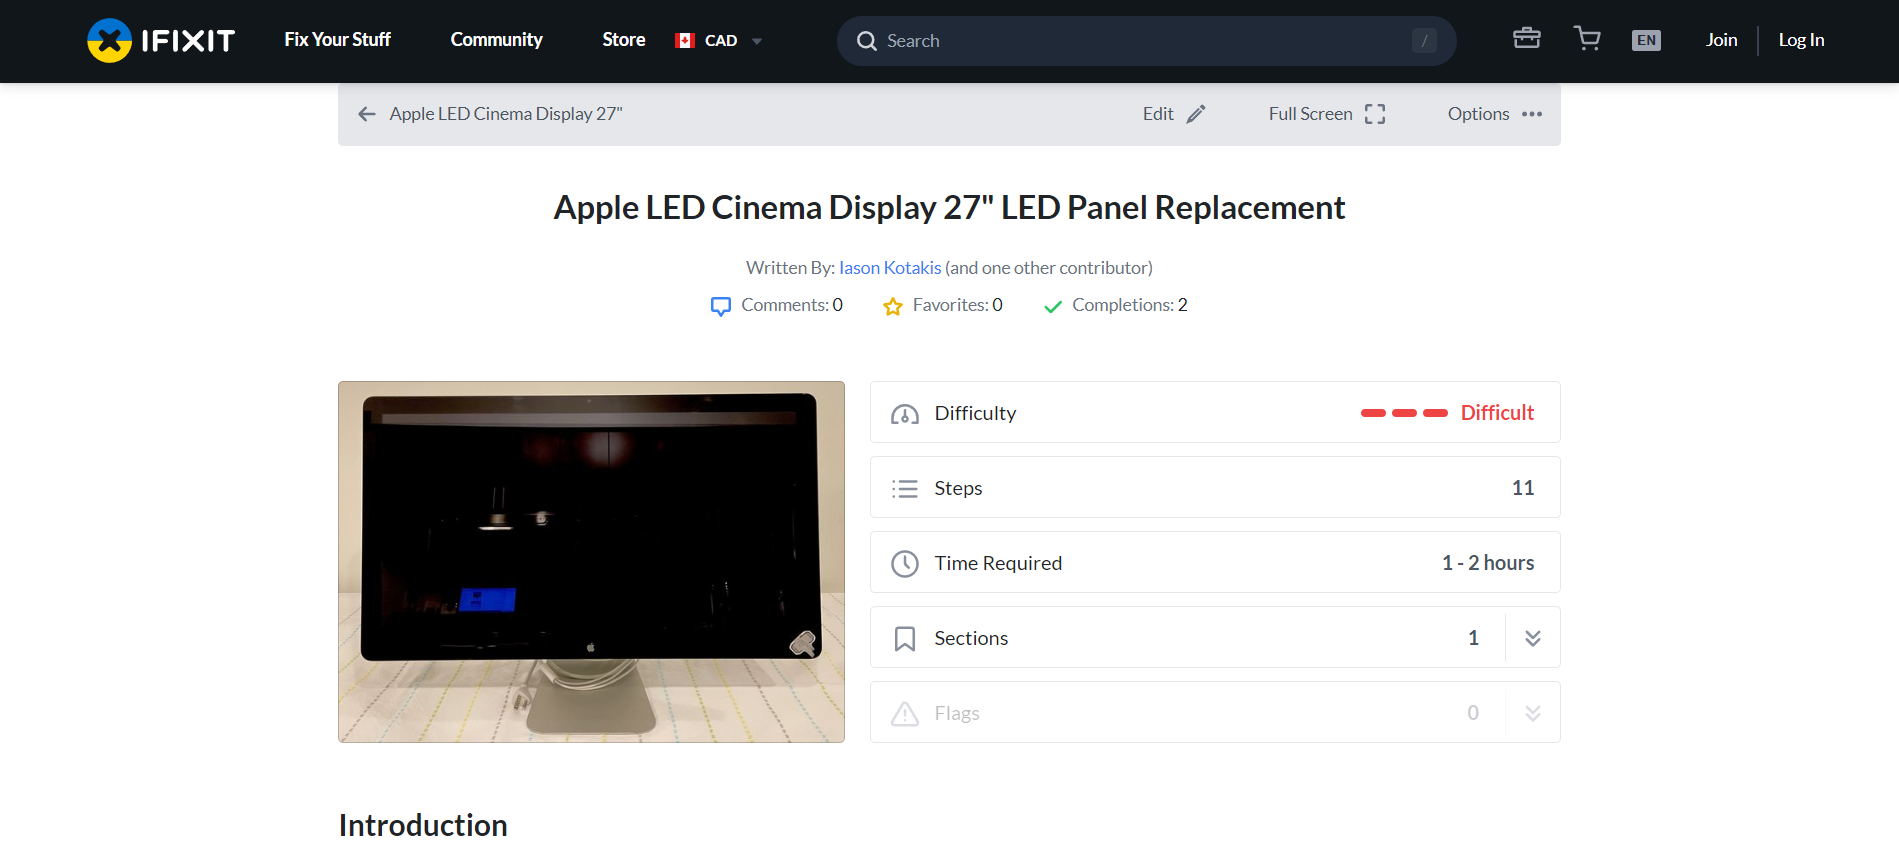 IFIXIT Fix Your Stuff Community Store CAD Search / EN Join Log In
Apple LED Cinema Display 27" Edit Full Screen Options
Apple LED Cinema Display 27" LED Panel Replacement
Written By: Iason Kotakis (and one other contributor)
Comments: 0 Favorites: 0 Completions: 2
Difficulty Difficult
Steps 11
Time Required 1 - 2 hours
Sections 1
Flags 0
Introduction